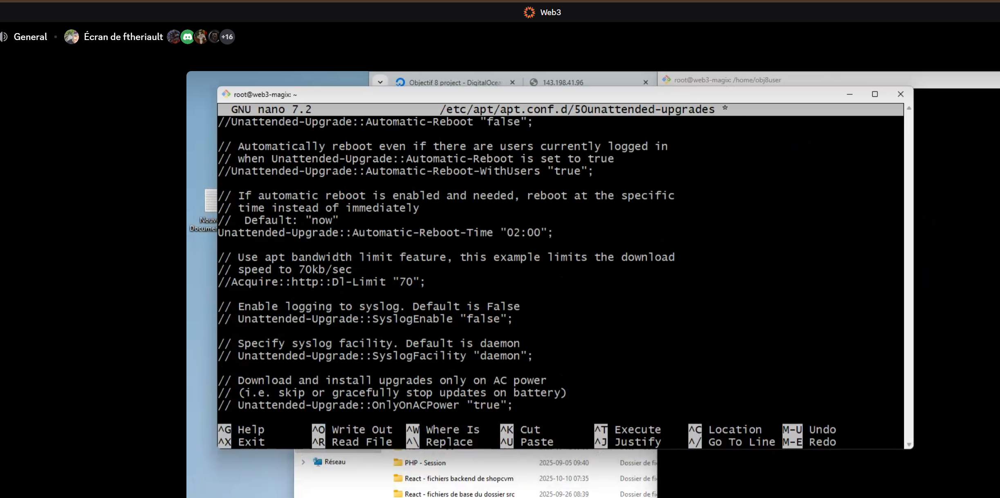 Web3
General
Écran de ftheriault
+16
Objectif 8 project - DigitalOcea
143.198.41.96
root@web3-magix: /home/obj8user
root@web3-magix: ~
GNU nano 7.2 /etc/apt/apt.conf.d/50unattended-upgrades *
//Unattended-Upgrade::Automatic-Reboot "false";
// Automatically reboot even if there are users currently logged in
// when Unattended-Upgrade::Automatic-Reboot is set to true
//Unattended-Upgrade::Automatic-Reboot-WithUsers "true";
// If automatic reboot is enabled and needed, reboot at the specific
// time instead of immediately
//  Default: "now"
Unattended-Upgrade::Automatic-Reboot-Time "02:00";
// Use apt bandwidth limit feature, this example limits the download
// speed to 70kb/sec
//Acquire::http::Dl-Limit "70";
// Enable logging to syslog. Default is False
// Unattended-Upgrade::SyslogEnable "false";
// Specify syslog facility. Default is daemon
// Unattended-Upgrade::SyslogFacility "daemon";
// Download and install upgrades only on AC power
// (i.e. skip or gracefully stop updates on battery)
// Unattended-Upgrade::OnlyOnACPower "true";
^G Help ^O Write Out ^W Where Is ^K Cut ^T Execute ^C Location M-U Undo
^X Exit ^R Read File ^\ Replace ^U Paste ^J Justify ^/ Go To Line M-E Redo
Nouv
Documen
Réseau
PHP - Session 2025-09-05 09:40 Dossier de fi
React - fichiers backend de shopcvm 2025-10-10 07:35 Dossier de fi
React - fichiers de base du dossier src 2025-09-26 08:39 Dossier de fi